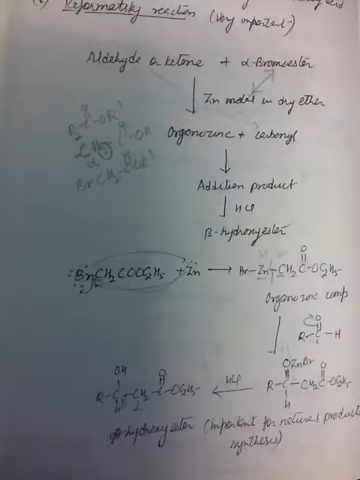 Reformatsky reaction (Very important)
Aldehyde or ketone + α-Bromoester
Zn metal in dry ether
Organozinc + carbonyl
Addition product
HCl
β-hydroxyester
BrCH2COOC2H5 + Zn → Br-Zn-CH2-C-OC2H5
O
Organozinc comp
O
R-C-H
OH
O
OZnBr
O
R-C-CH2-C-OC2H5
HCl
R-C-CH2-C-OC2H5
H
H
β-hydroxyester (important for natural product
synthesis)